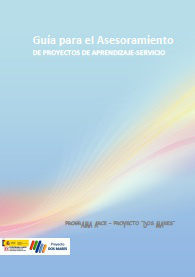 Guía para el Asesoramiento
DE PROYECTOS DE APRENDIZAJE-SERVICIO
PROGRAMA ARCE - PROYECTO "DOS MARES"
Proyecto
DOS MARES